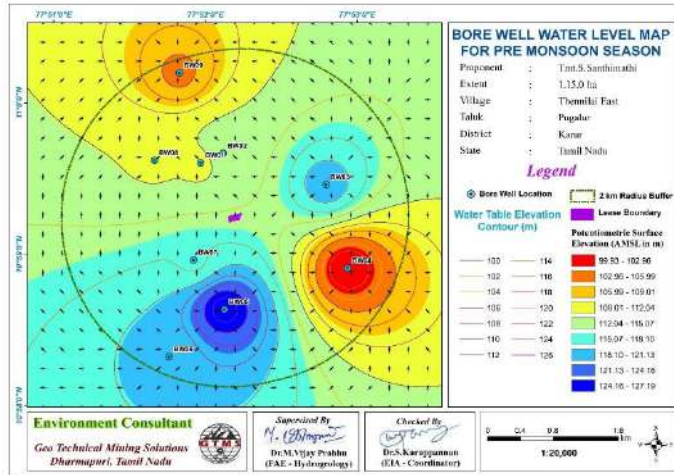 77°51'0"E
77°52'0"E
77°53'0"E
BORE WELL WATER LEVEL MAP
FOR PRE MONSOON SEASON
Proponent : Tmt.S.Santhimathi
Extent : 1.15.0 ha
Village : Thennilai East
Taluk : Pugalur
District : Karur
State : Tamil Nadu
Legend
Bore Well Location
2 km Radius Buffer
Water Table Elevation
Contour (m)
Lease Boundary
Potentiometric Surface
Elevation (AMSL in m)
100 114
102 116
104 118
106 120
108 122
110 124
112 126
99.93 - 102.96
102.96 - 105.99
105.99 - 109.01
109.01 - 112.04
112.04 - 115.07
115.07 - 118.10
118.10 - 121.13
121.13 - 124.16
124.16 - 127.19
BW02
BW03
BW04
Environment Consultant
Geo Technical Mining Solutions
Dharmapuri, Tamil Nadu
GTMS
Supervised By
Dr.M.Vijay Prabhu
(FAE - Hydrogeology)
Checked By
Dr.S.Karuppannan
(EIA - Coordinator)
0 0.4 0.8 1.6
1:20,000